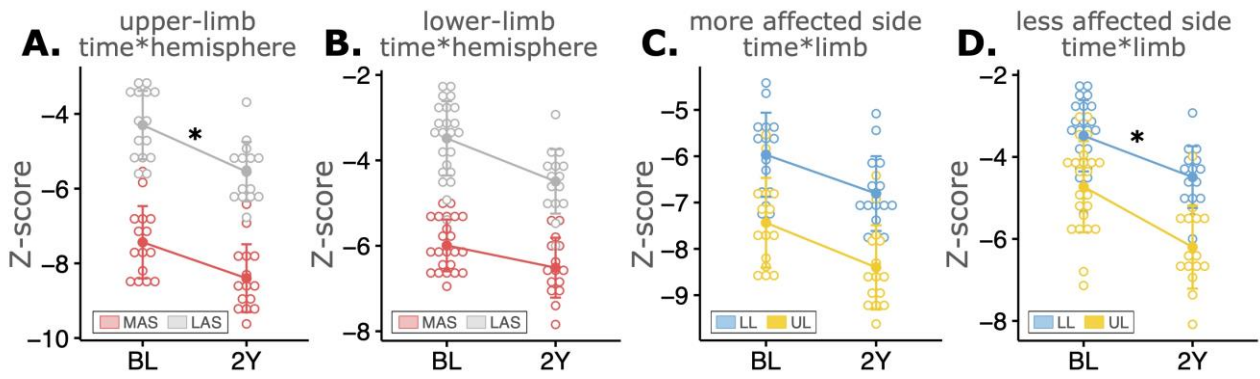 A.
upper-limb
time*hemisphere
Z-score
−4
−6
−8
−10
*
MAS LAS
BL 2Y
B.
lower-limb
time*hemisphere
Z-score
−2
−4
−6
−8
MAS LAS
BL 2Y
C.
more affected side
time*limb
Z-score
−5
−6
−7
−8
−9
LL UL
BL 2Y
D.
less affected side
time*limb
Z-score
−2
−4
−6
−8
*
LL UL
BL 2Y